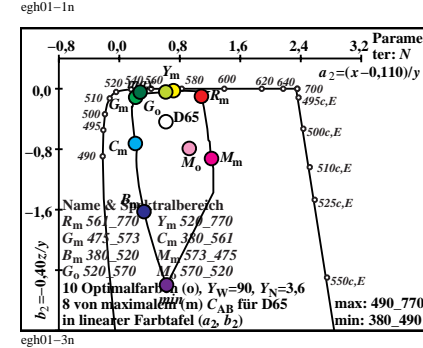 egh01–1n
–0,8 0,0 0,8 1,6 2,4 3,2
Parame-
ter: N
a2=(x–0,110)/y
0,0
–0,8
–1,6
b2=–0,40z/y
520 540 560 580 600 620 640 700
510
500
495
490
495c,E
500c,E
510c,E
525c,E
550c,E
Ym
Gm Go D65 Rm
Cm Mo Mm
Bm
min
Name & Spektralbereich
Rm 561_770 Ym 520_770
Gm 475_573 Cm 380_561
Bm 380_520 Mm 573_475
Go 520_570 Mo 570_520
10 Optimalfarben (o), YW=90, YN=3,6
8 von maximalem (m) CAB für D65
in linearer Farbtafel (a2, b2)
max: 490_770
min: 380_490
egh01–3n